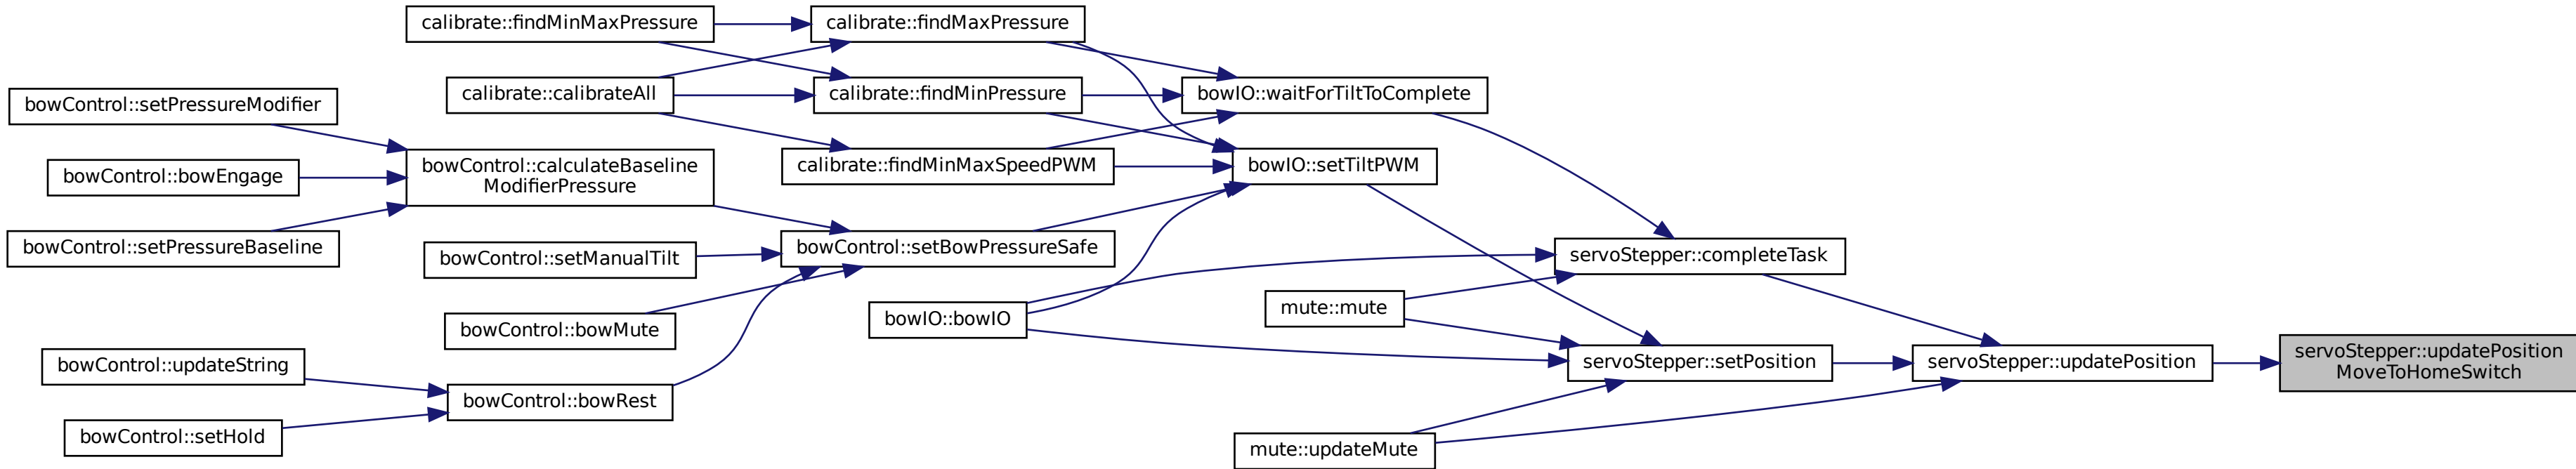 calibrate::findMinMaxPressure
calibrate::findMaxPressure
calibrate::calibrateAll
calibrate::findMinPressure
bowIO::waitForTiltToComplete
bowControl::setPressureModifier
bowControl::calculateBaseline
ModifierPressure
calibrate::findMinMaxSpeedPWM
bowIO::setTiltPWM
bowControl::bowEngage
bowControl::setPressureBaseline
bowControl::setManualTilt
bowControl::setBowPressureSafe
servoStepper::completeTask
bowControl::bowMute
bowIO::bowIO
mute::mute
bowControl::updateString
servoStepper::setPosition
servoStepper::updatePosition
servoStepper::updatePosition
MoveToHomeSwitch
bowControl::bowRest
bowControl::setHold
mute::updateMute